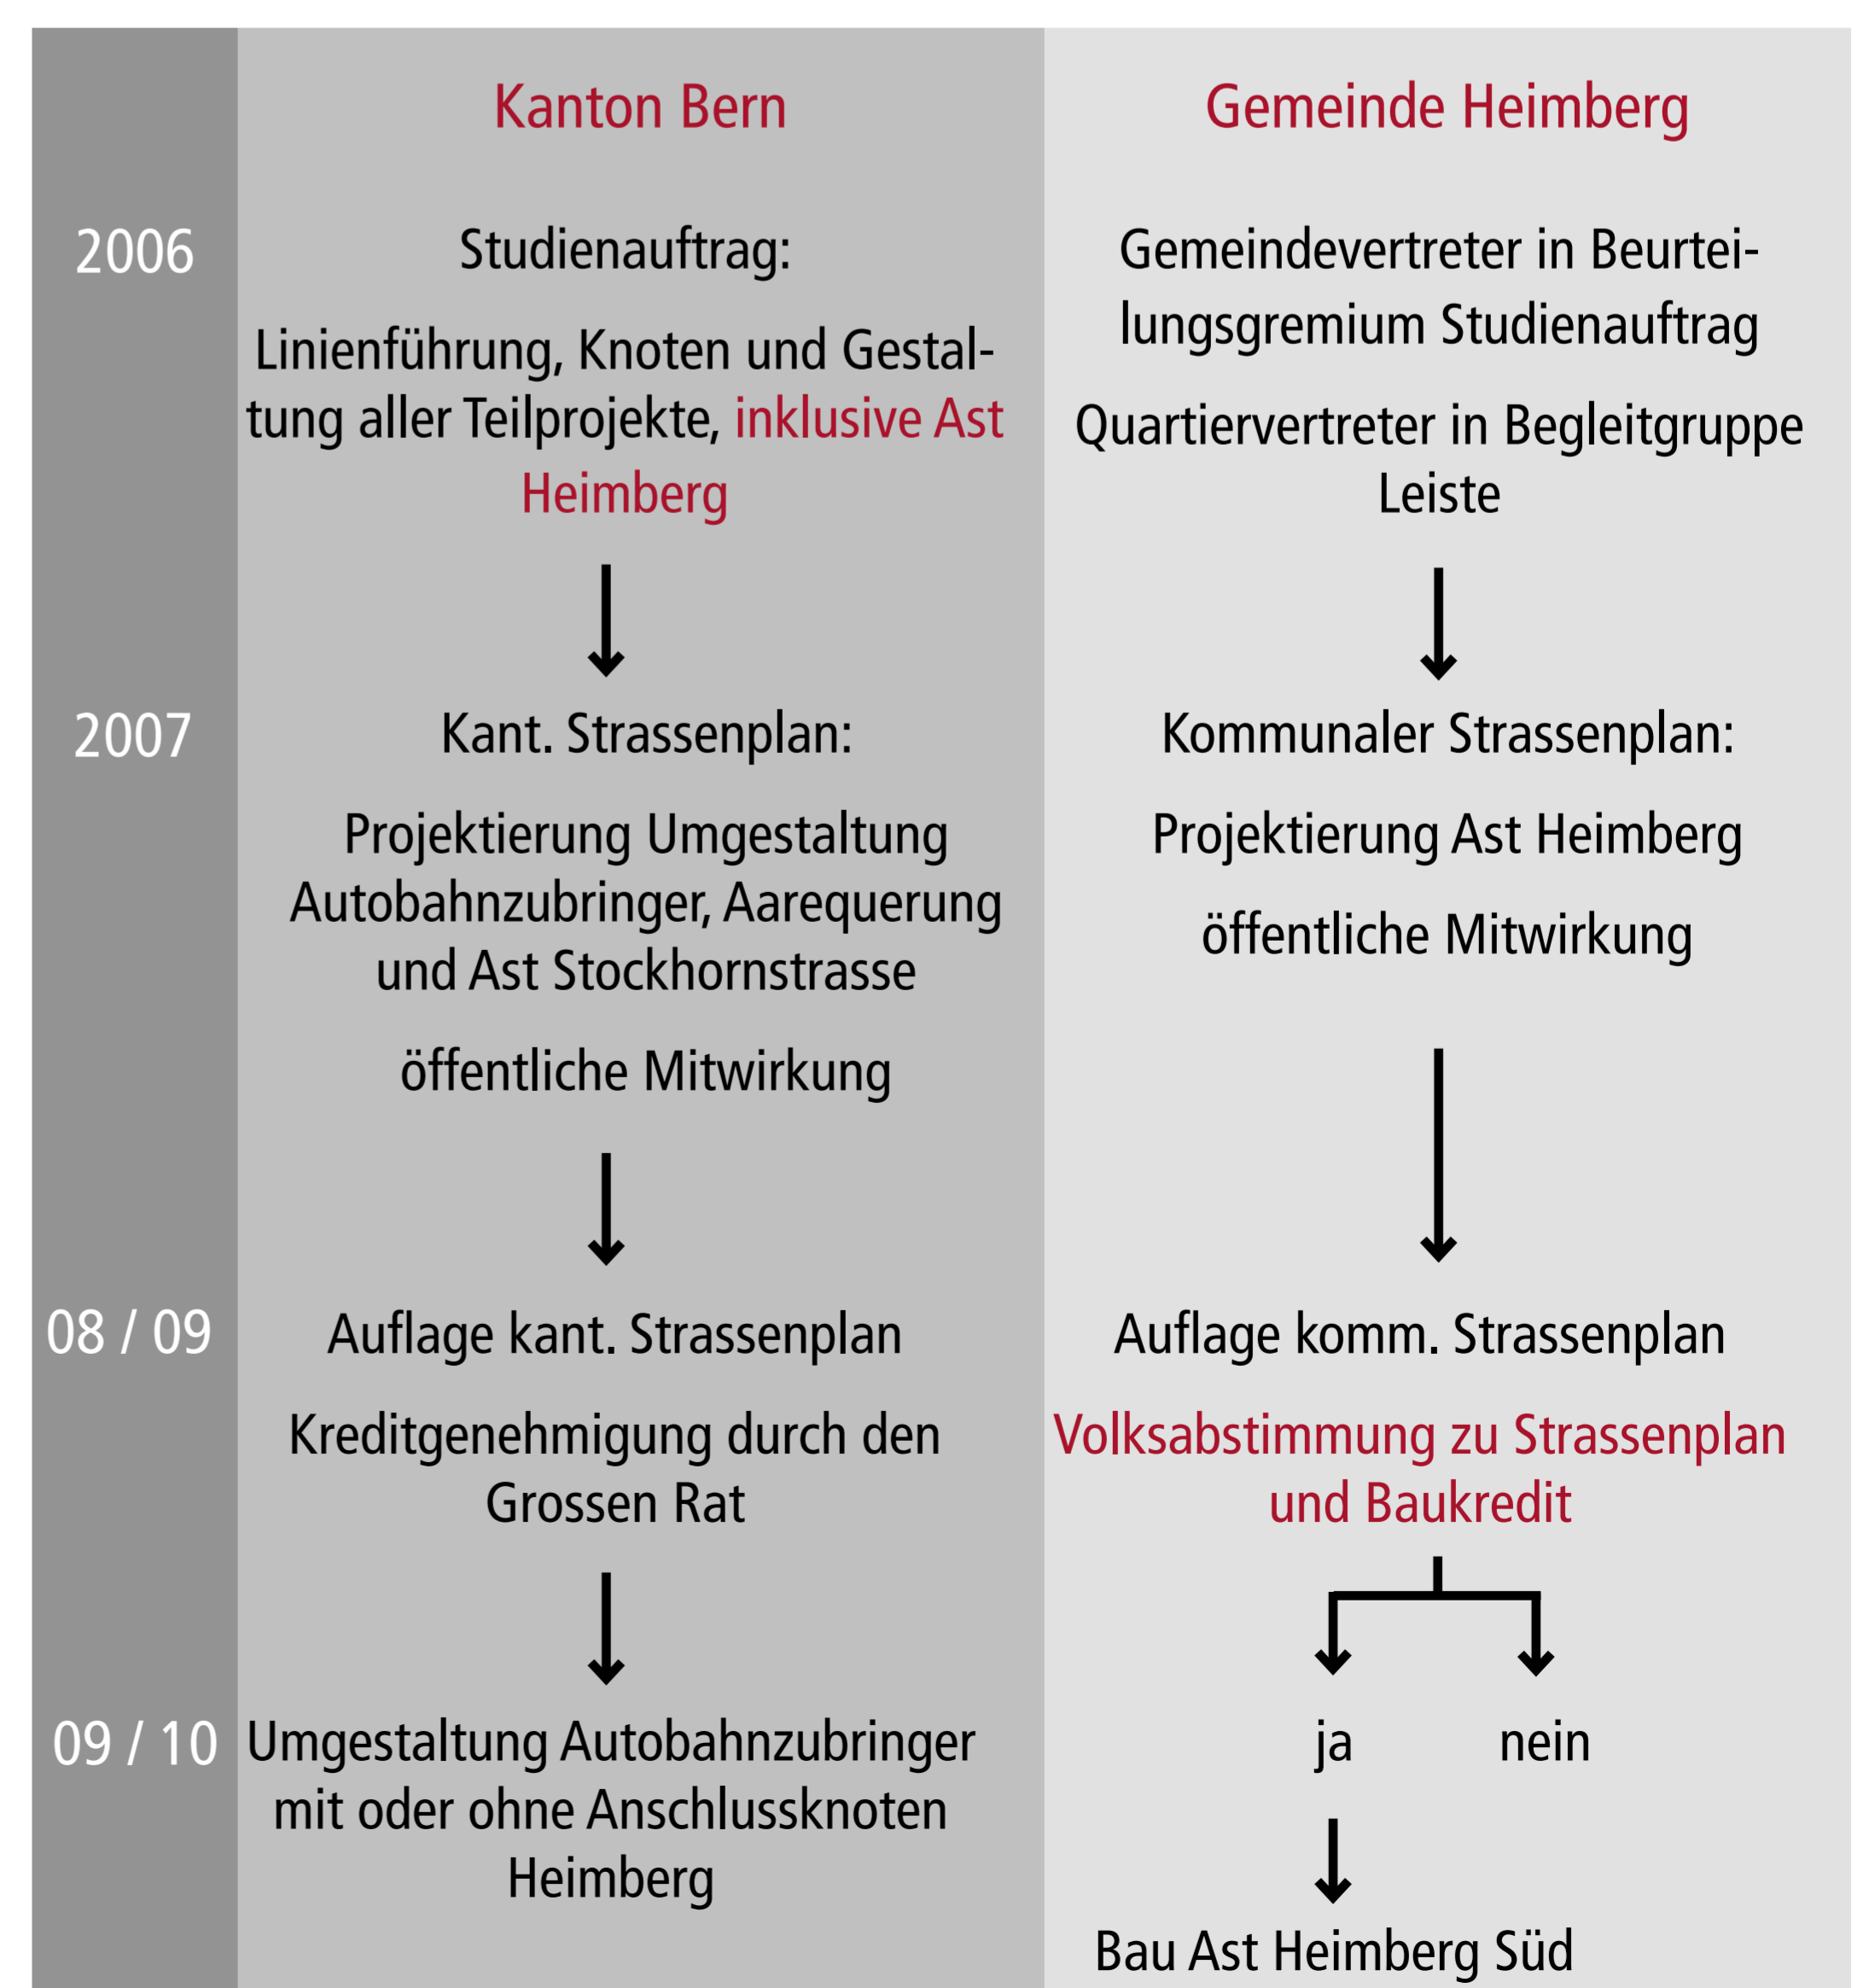 Kanton Bern
Gemeinde Heimberg
2006
Studienauftrag:
Linienführung, Knoten und Gestal-
tung aller Teilprojekte, inklusive Ast
Heimberg
Gemeindevertreter in Beurtei-
lungsgremium Studienauftrag
Quartiervertreter in Begleitgruppe
Leiste
2007
Kant. Strassenplan:
Projektierung Umgestaltung
Autobahnzubringer, Aarequerung
und Ast Stockhornstrasse
öffentliche Mitwirkung
Kommunaler Strassenplan:
Projektierung Ast Heimberg
öffentliche Mitwirkung
08 / 09
Auflage kant. Strassenplan
Kreditgenehmigung durch den
Grossen Rat
Auflage komm. Strassenplan
Volksabstimmung zu Strassenplan
und Baukredit
09 / 10
Umgestaltung Autobahnzubringer
mit oder ohne Anschlussknoten
Heimberg
ja
nein
Bau Ast Heimberg Süd